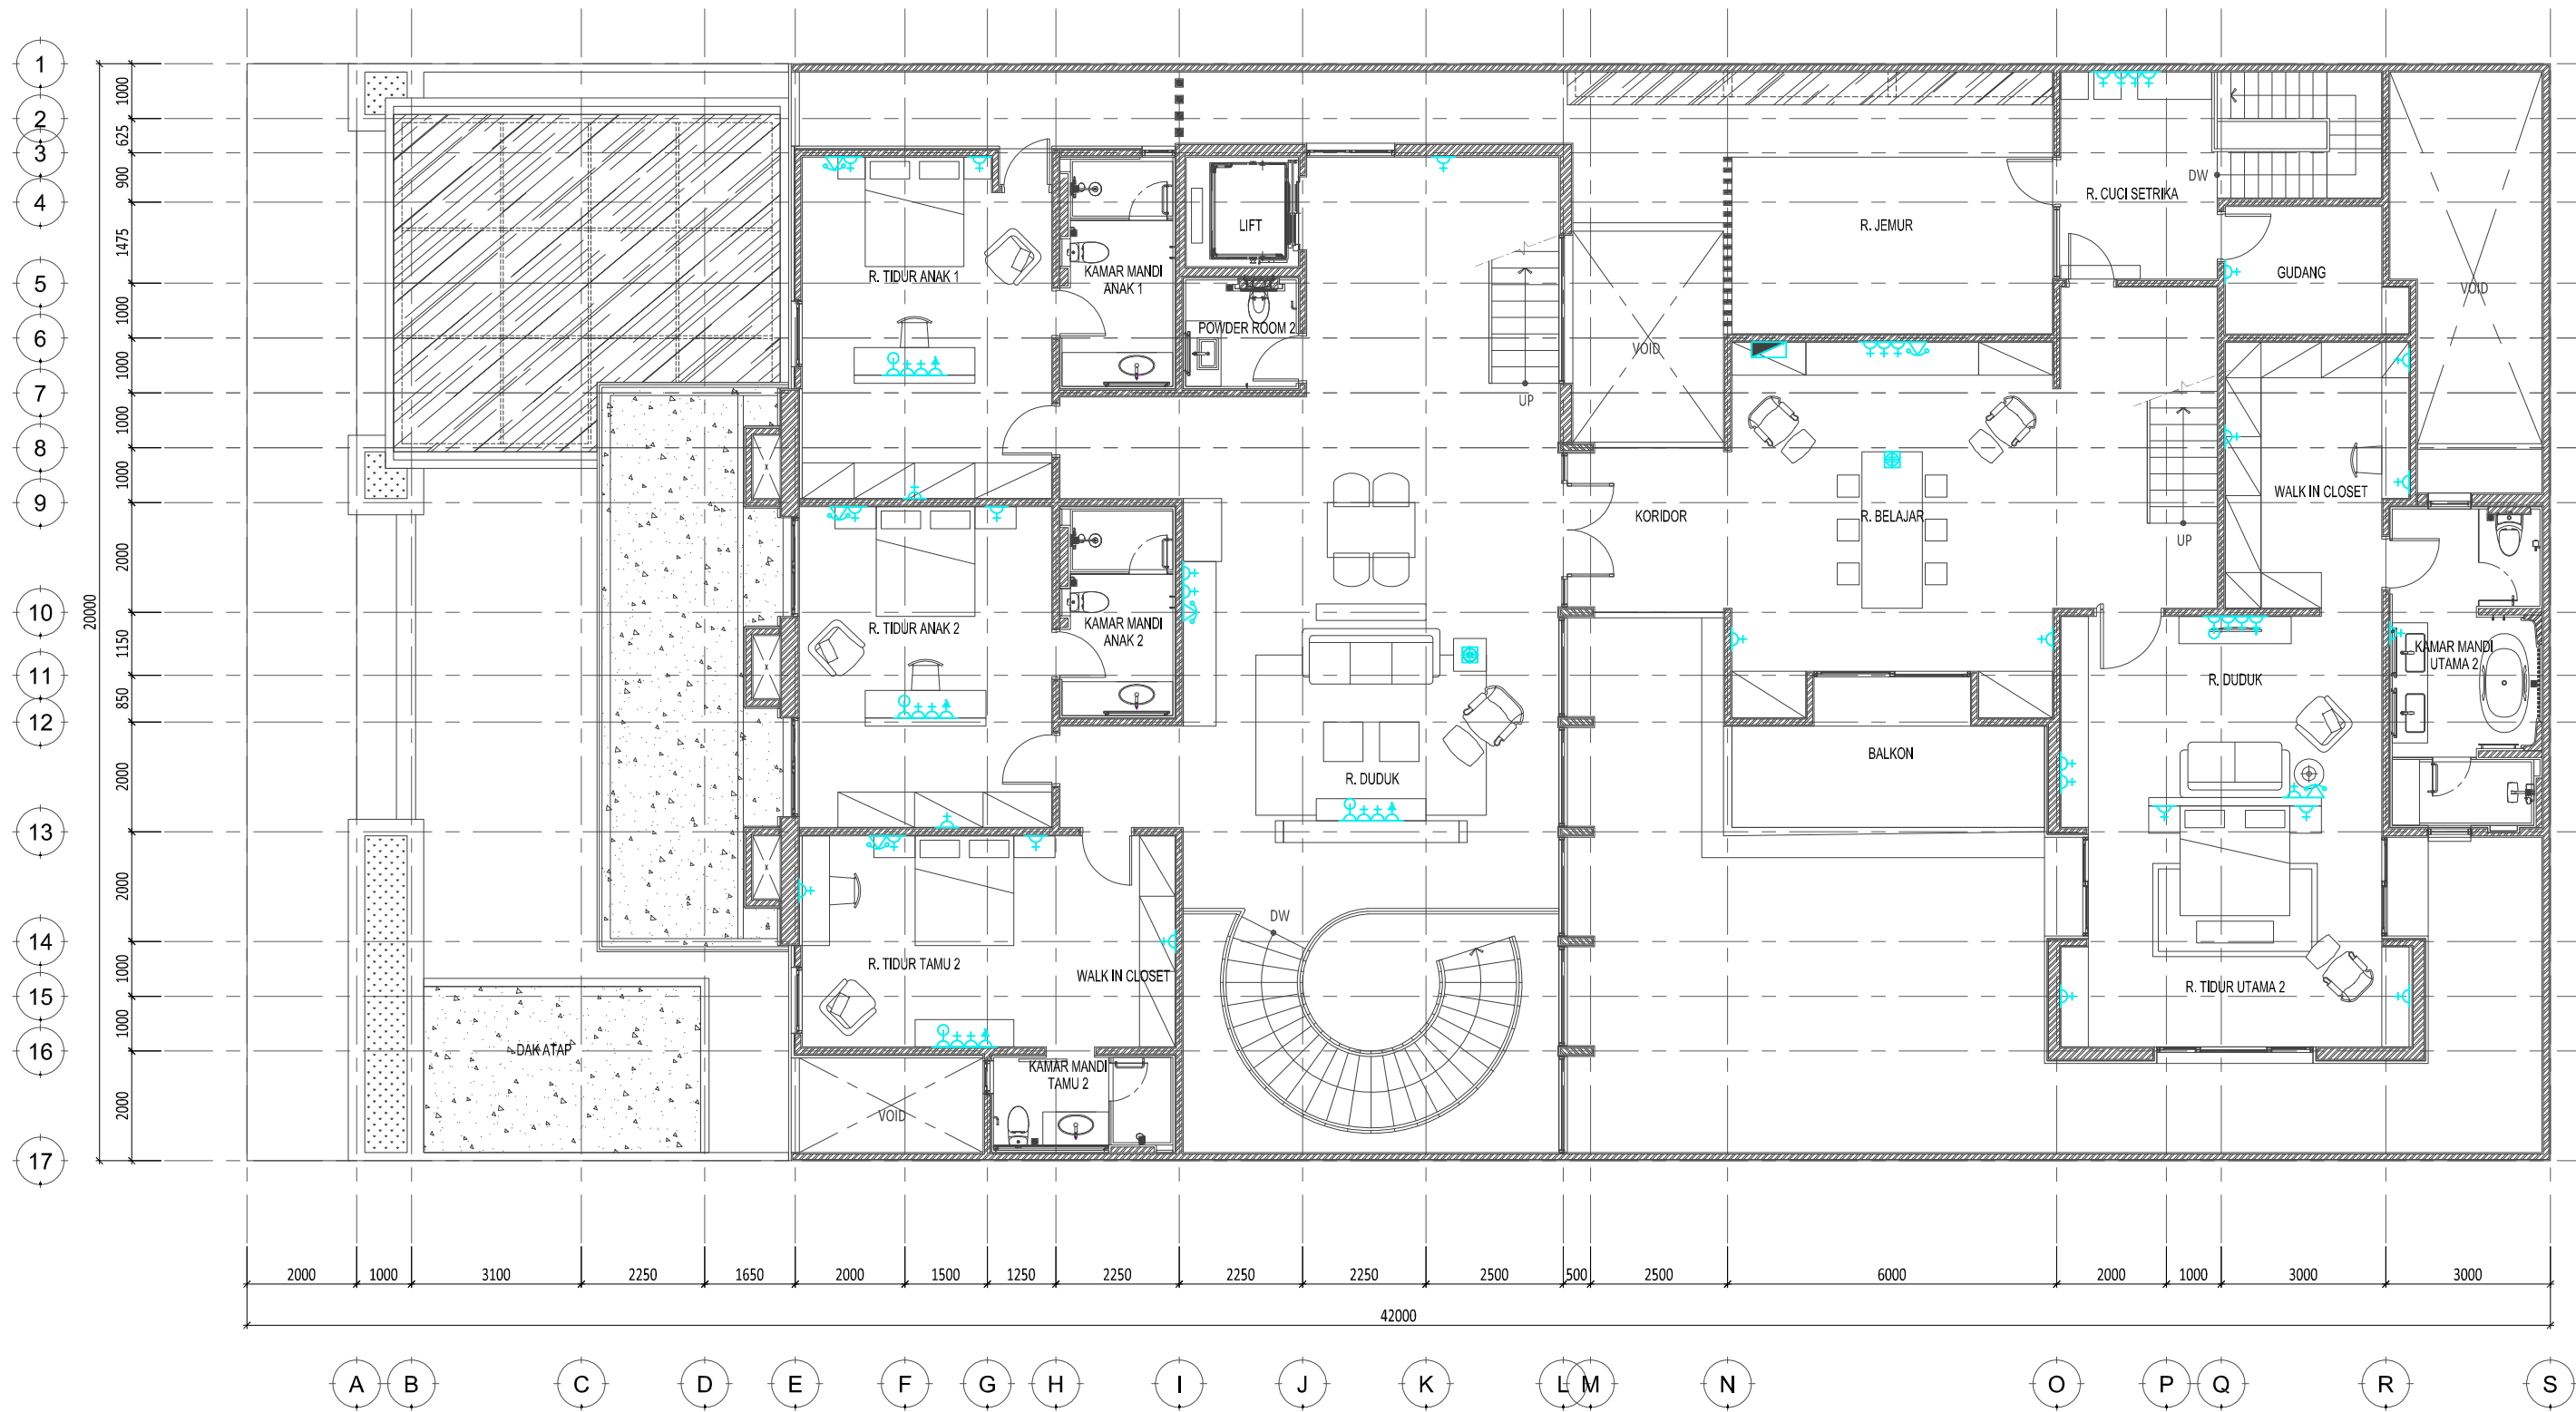 1
2
3
4
5
6
7
8
9
10
11
12
13
14
15
16
17
20000
1000
625
900
1475
1000
1000
1000
1000
2000
1150
850
2000
2000
1000
1000
2000
R. TIDUR ANAK 1
KAMAR MANDI
ANAK 1
LIFT
POWDER ROOM 2
UP
VOID
R. JEMUR
R. CUCI SETRIKA
DW
GUDANG
VOID
R. TIDUR ANAK 2
KAMAR MANDI
ANAK 2
KORIDOR
R. BELAJAR
UP
WALK IN CLOSET
R. DUDUK
BALKON
R. DUDUK
KAMAR MANDI
UTAMA 2
R. TIDUR TAMU 2
WALK IN CLOSET
DW
R. TIDUR UTAMA 2
DAK ATAP
VOID
KAMAR MANDI
TAMU 2
2000 1000 3100 2250 1650 2000 1500 1250 2250 2250 2250 2500 500 2500 6000 2000 1000 3000 3000
42000
A B C D E F G H I J K L M N O P Q R S